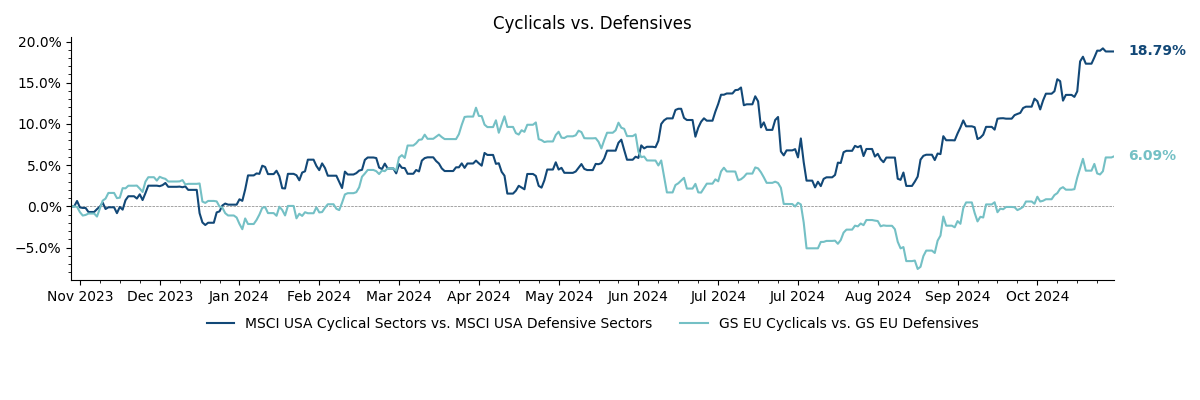 Cyclicals vs. Defensives
20.0%
15.0%
10.0%
5.0%
0.0%
−5.0%
18.79%
6.09%
Nov 2023 Dec 2023 Jan 2024 Feb 2024 Mar 2024 Apr 2024 May 2024 Jun 2024 Jul 2024 Jul 2024 Aug 2024 Sep 2024 Oct 2024
MSCI USA Cyclical Sectors vs. MSCI USA Defensive Sectors GS EU Cyclicals vs. GS EU Defensives